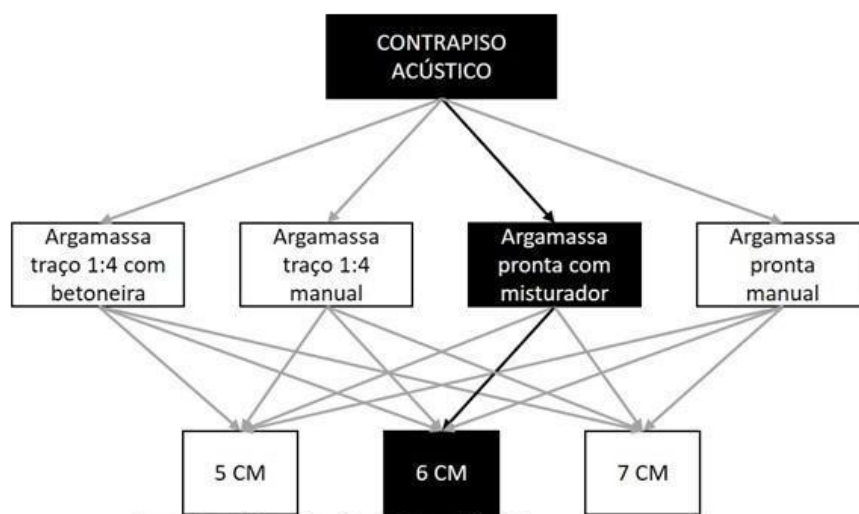 CONTRAPISO
ACÚSTICO
Argamassa
traço 1:4 com
betoneira
Argamassa
traço 1:4
manual
Argamassa
pronta com
misturador
Argamassa
pronta
manual
5 CM
6 CM
7 CM